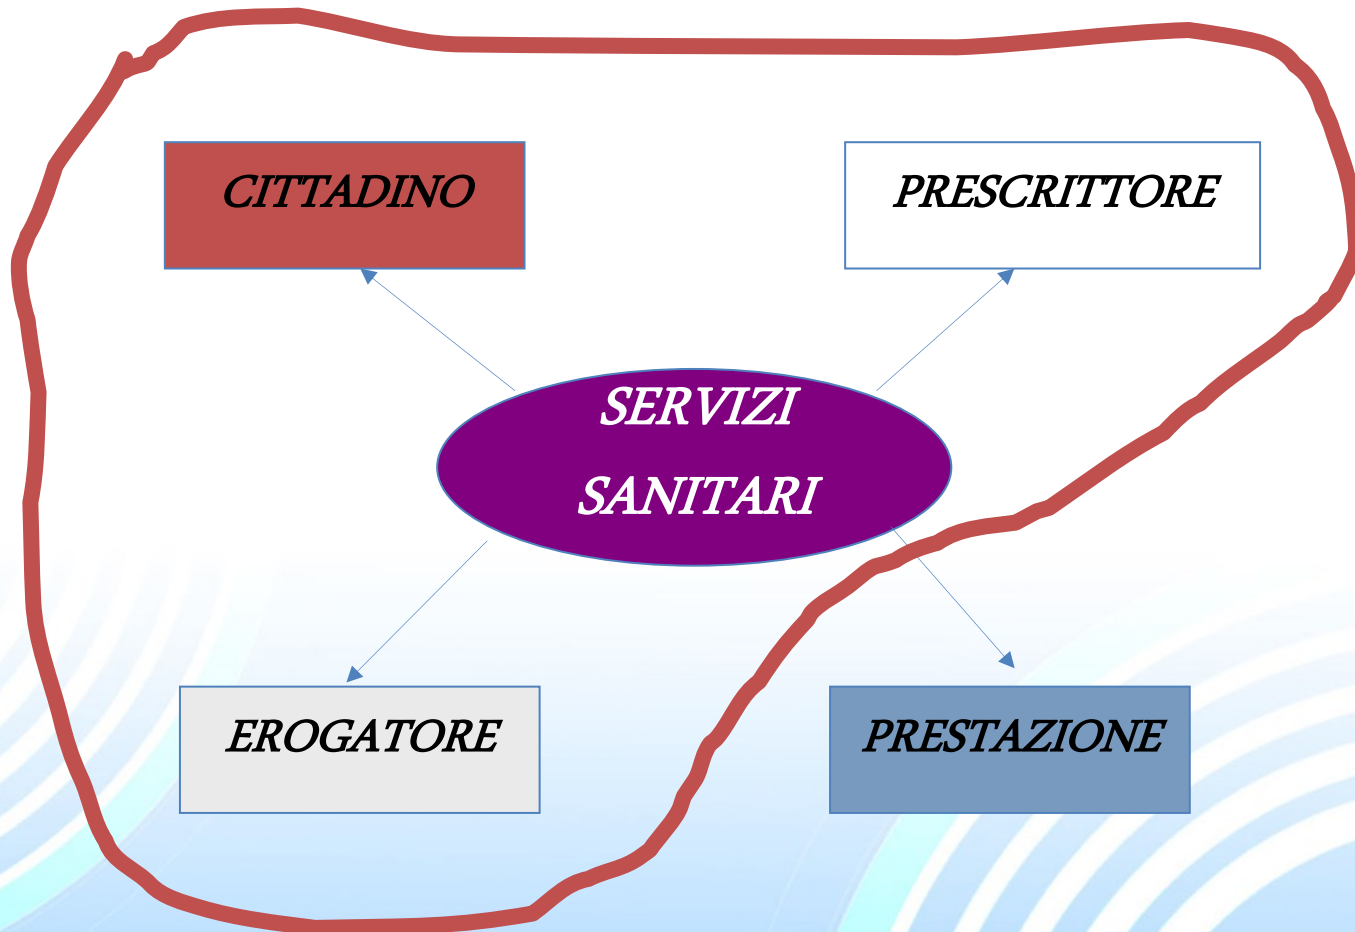 CITTADINO
PRESCRITTORE
SERVIZI
SANITARI
EROGATORE
PRESTAZIONE